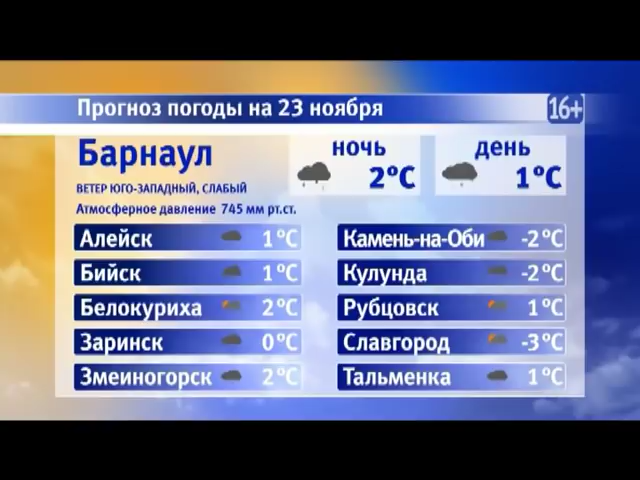 Прогноз погоды на 23 ноября 16+
Барнаул
ночь 2°C
день 1°C
ВЕТЕР ЮГО-ЗАПАДНЫЙ, СЛАБЫЙ
Атмосферное давление 745 мм рт.ст.
Алейск 1°C
Бийск 1°C
Белокуриха 2°C
Заринск 0°C
Змеиногорск 2°C
Камень-на-Оби -2°C
Кулунда -2°C
Рубцовск 1°C
Славгород -3°C
Тальменка 1°C